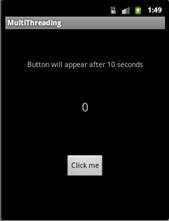 1:49
MultiThreading
Button will appear after 10 seconds
0
Click me